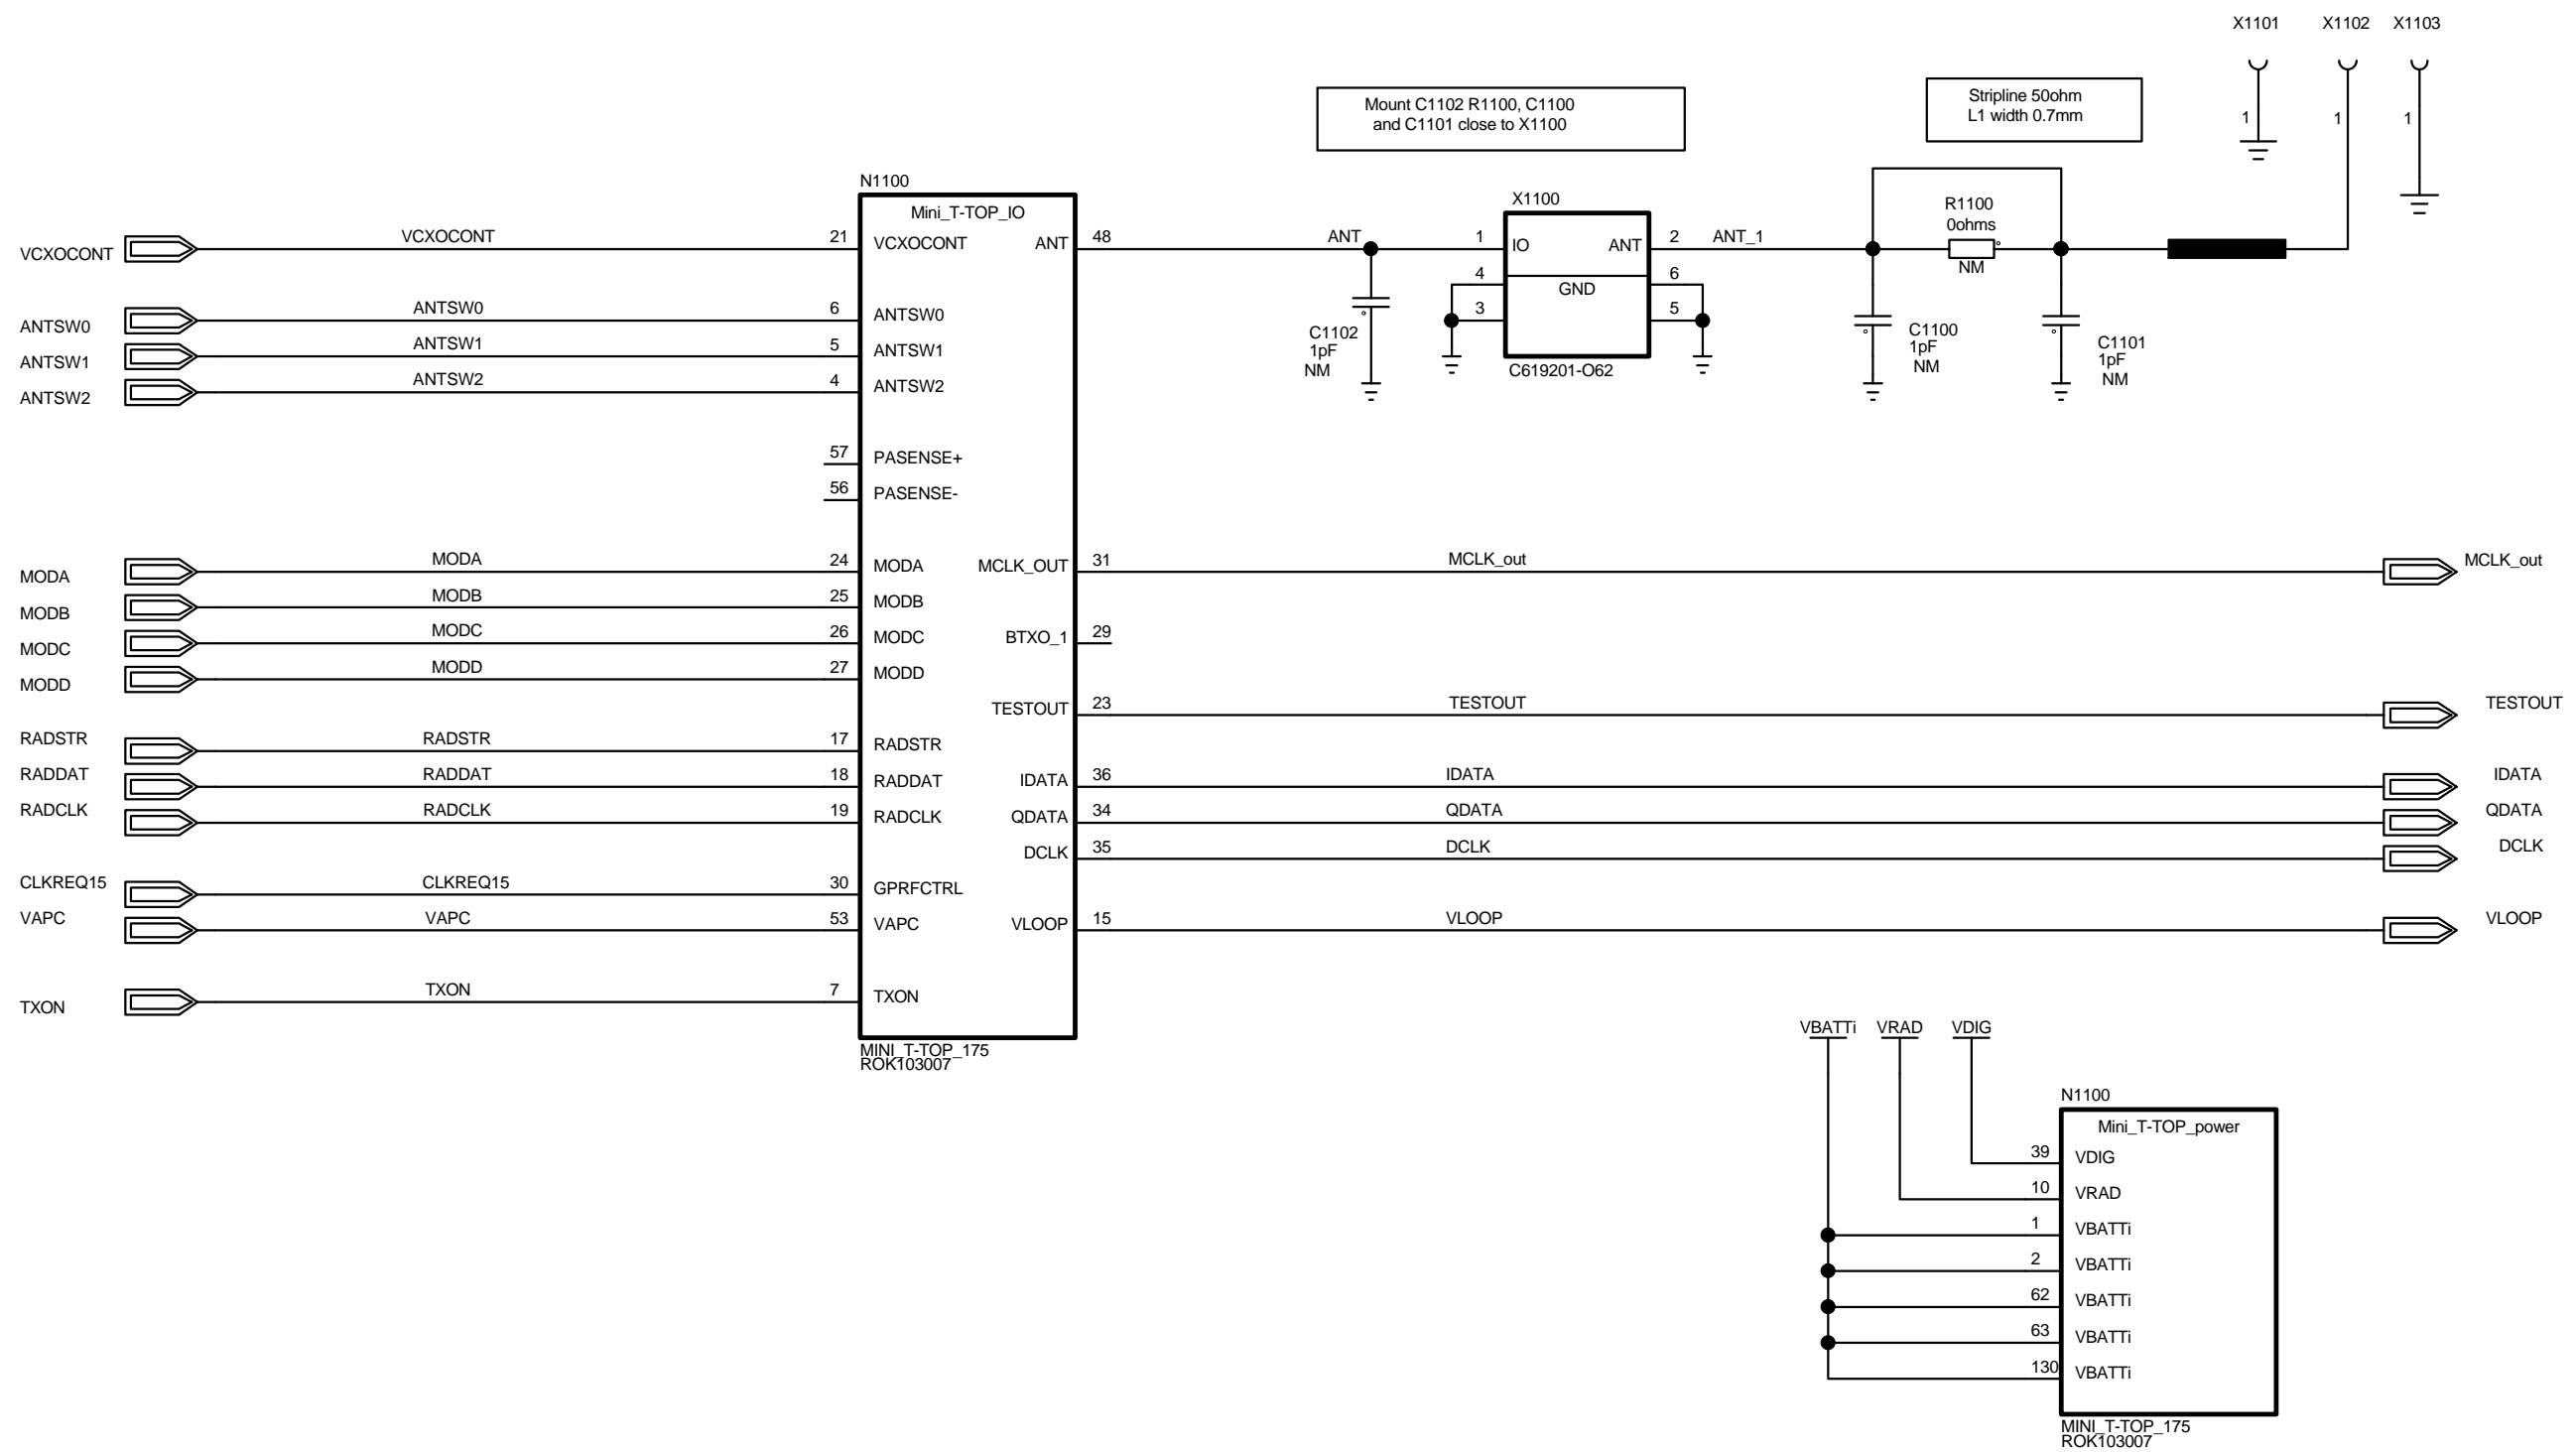 X1101 X1102 X1103
Mount C1102 R1100, C1100
and C1101 close to X1100
Stripline 50ohm
L1 width 0.7mm
1 1 1
N1100
Mini_T-TOP_IO
VCXOCONT VCXOCONT 21 VCXOCONT
ANT 48 ANT
X1100
1 IO ANT 2 ANT_1
4 GND 6
3 5
C619201-O62
R1100
0ohms
NM
C1102
1pF
NM
C1100
1pF
NM
C1101
1pF
NM
ANTSW0 ANTSW0 6 ANTSW0
ANTSW1 ANTSW1 5 ANTSW1
ANTSW2 ANTSW2 4 ANTSW2
57 PASENSE+
56 PASENSE-
MODA MODA 24 MODA MCLK_OUT 31 MCLK_out MCLK_out
MODB MODB 25 MODB
MODC MODC 26 MODC BTXO_1 29
MODD MODD 27 MODD
TESTOUT 23 TESTOUT TESTOUT
RADSTR RADSTR 17 RADSTR
RADDAT RADDAT 18 RADDAT IDATA 36 IDATA IDATA
RADCLK RADCLK 19 RADCLK QDATA 34 QDATA QDATA
DCLK 35 DCLK DCLK
CLKREQ15 CLKREQ15 30 GPRFCTRL
VAPC VAPC 53 VAPC VLOOP 15 VLOOP VLOOP
TXON TXON 7 TXON
MINI_T-TOP_175
ROK103007
VBATTi VRAD VDIG
N1100
Mini_T-TOP_power
39 VDIG
10 VRAD
1 VBATTi
2 VBATTi
62 VBATTi
63 VBATTi
130 VBATTi
MINI_T-TOP_175
ROK103007